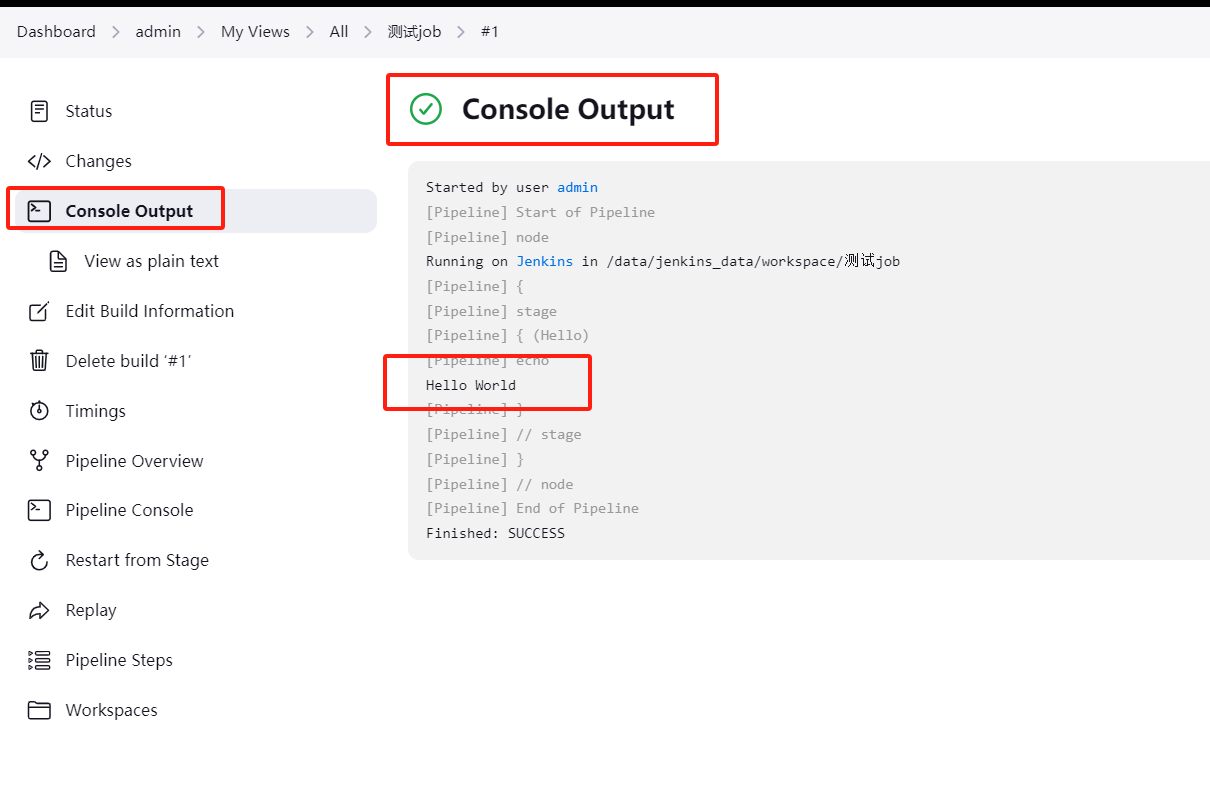 Dashboard > admin > My Views > All > 测试job > #1
Status
Changes
Console Output
View as plain text
Edit Build Information
Delete build ‘#1’
Timings
Pipeline Overview
Pipeline Console
Restart from Stage
Replay
Pipeline Steps
Workspaces
Console Output
Started by user admin
[Pipeline] Start of Pipeline
[Pipeline] node
Running on Jenkins in /data/jenkins_data/workspace/测试job
[Pipeline] {
[Pipeline] stage
[Pipeline] { (Hello)
[Pipeline] echo
Hello World
[Pipeline] }
[Pipeline] // stage
[Pipeline] }
[Pipeline] // node
[Pipeline] End of Pipeline
Finished: SUCCESS